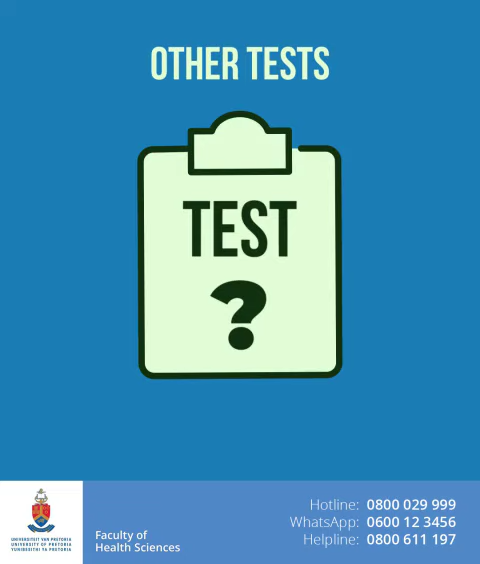 OTHER TESTS
TEST
?
UNIVERSITEIT VAN PRETORIA
UNIVERSITY OF PRETORIA
YUNIBESITHI YA PRETORIA
Faculty of
Health Sciences
Hotline: 0800 029 999
WhatsApp: 0600 12 3456
Helpline: 0800 611 197